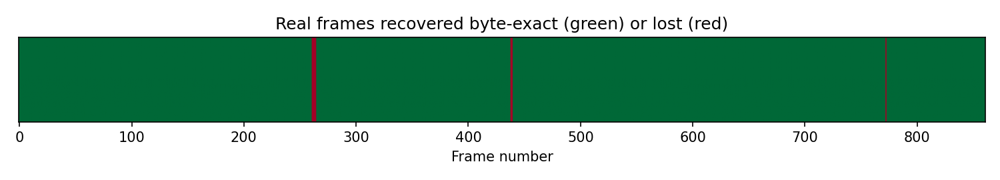 Real frames recovered byte-exact (green) or lost (red)
0 100 200 300 400 500 600 700 800
Frame number